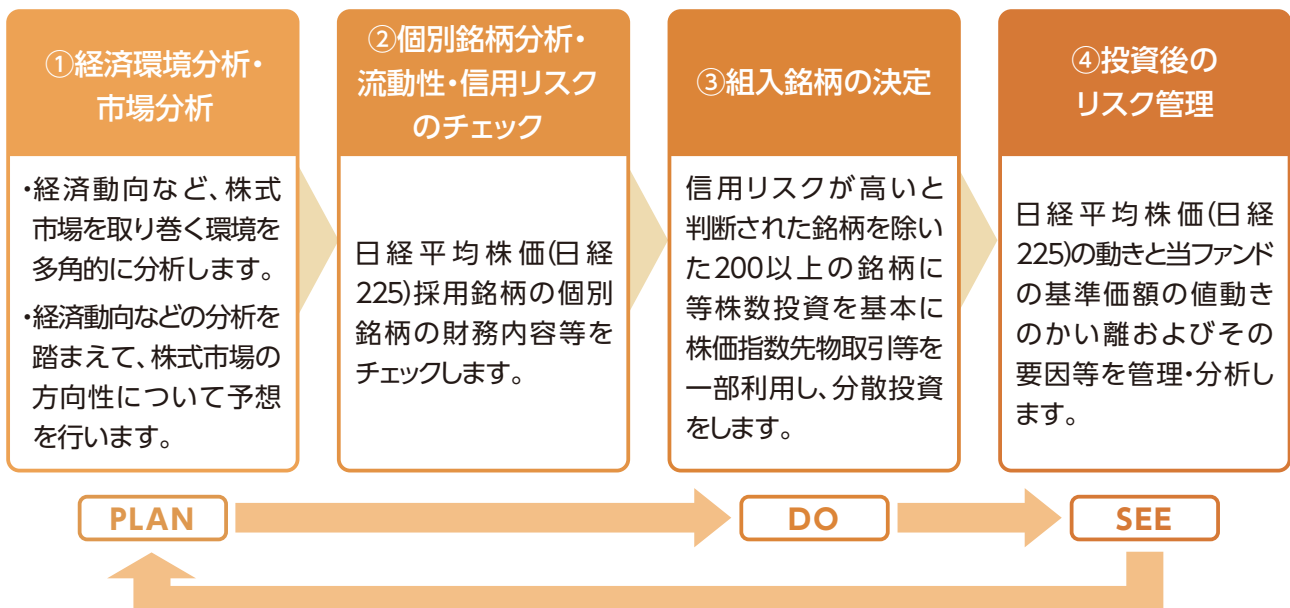 ①経済環境分析・
市場分析
・経済動向など、株式
市場を取り巻く環境を
多角的に分析します。
・経済動向などの分析を
踏まえて、株式市場の
方向性について予想
を行います。
②個別銘柄分析・
流動性・信用リスク
のチェック
日経平均株価(日経
225)採用銘柄の個別
銘柄の財務内容等を
チェックします。
③組入銘柄の決定
信用リスクが高いと
判断された銘柄を除い
た200以上の銘柄に
等株数投資を基本に
株価指数先物取引等を
一部利用し、分散投資
をします。
④投資後の
リスク管理
日経平均株価(日経
225)の動きと当ファンド
の基準価額の値動き
のかい離およびその
要因等を管理・分析し
ます。
PLAN
DO
SEE